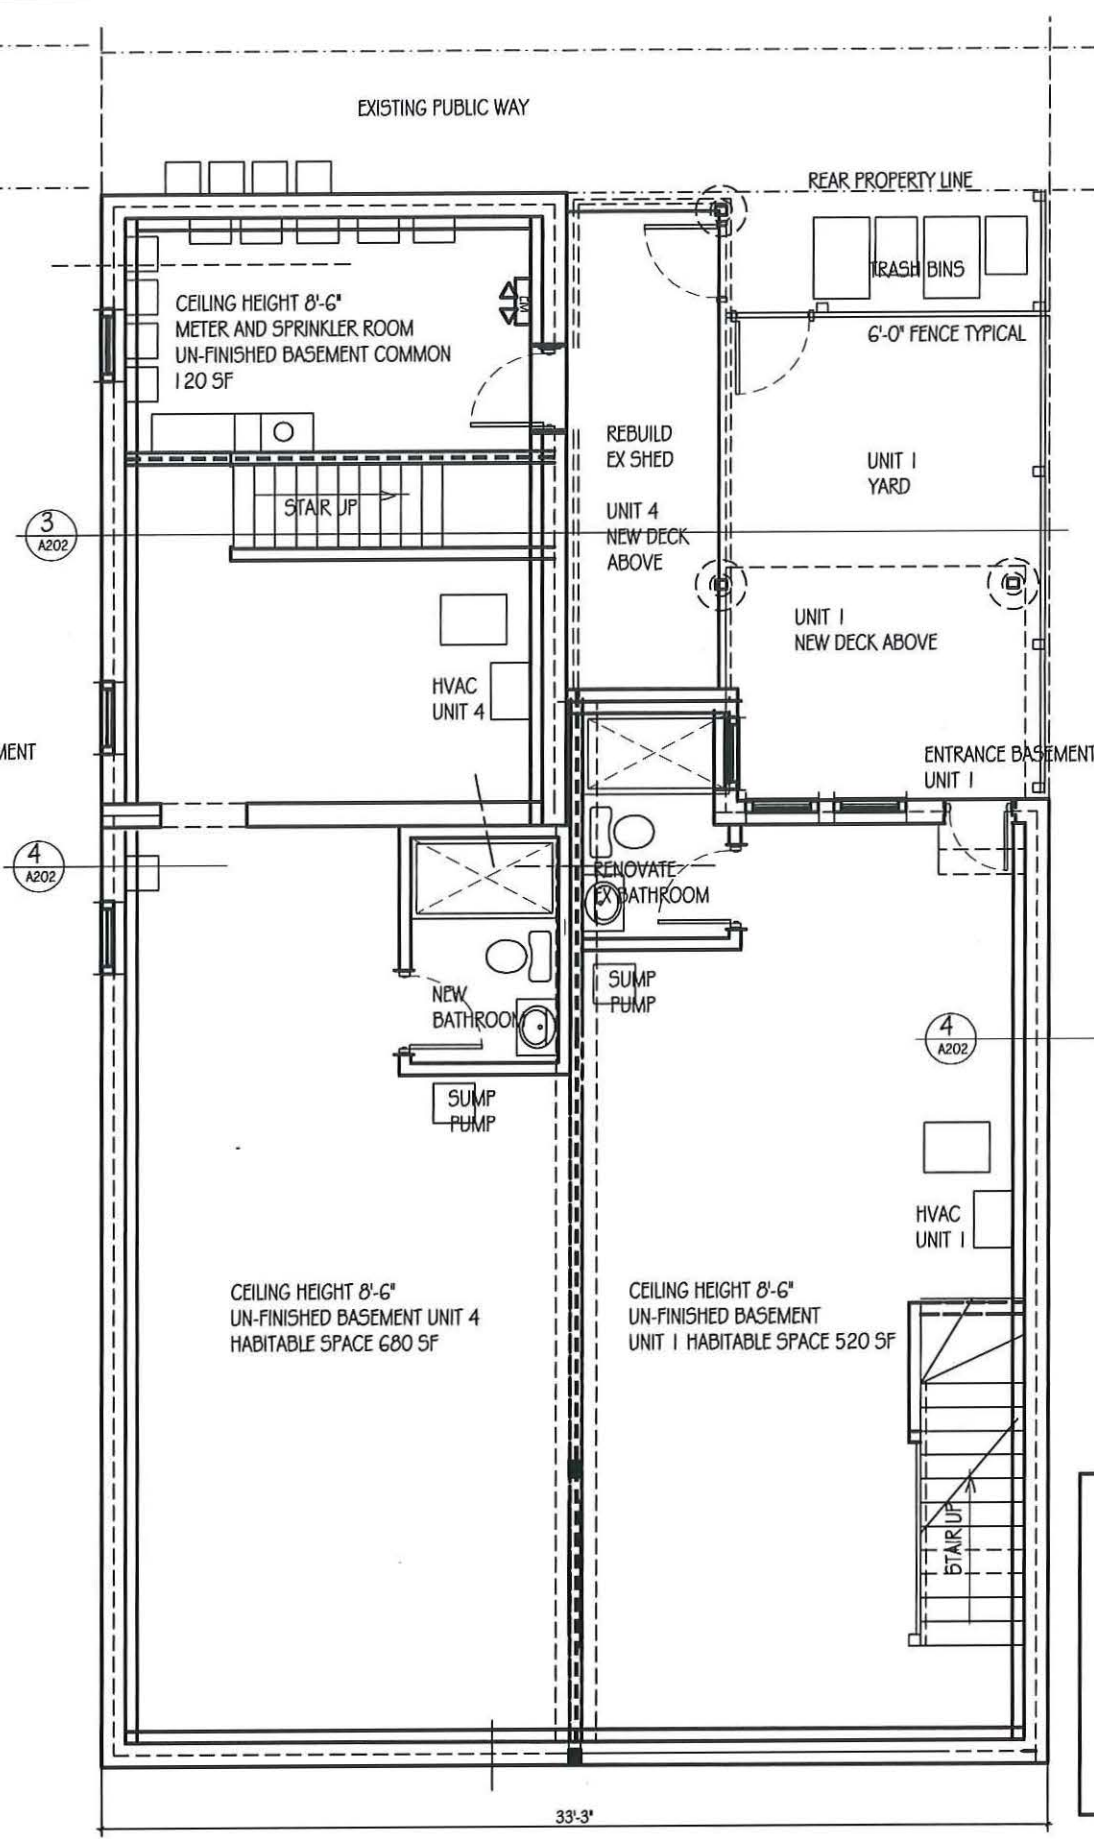 EXISTING PUBLIC WAY
REAR PROPERTY LINE
TRASH BINS
CEILING HEIGHT 8'-6"
METER AND SPRINKLER ROOM
UN-FINISHED BASEMENT COMMON
120 SF
EM
6'-0" FENCE TYPICAL
REBUILD
EX SHED
UNIT 4
NEW DECK
ABOVE
UNIT 1
YARD
STAIR UP
3
A202
UNIT 1
NEW DECK ABOVE
HVAC
UNIT 4
MENT
ENTRANCE BASEMENT
UNIT 1
4
A202
RENOVATE
EX BATHROOM
SUMP
PUMP
NEW
BATHROOM
4
A202
SUMP
PUMP
HVAC
UNIT 1
CEILING HEIGHT 8'-6"
UN-FINISHED BASEMENT UNIT 4
HABITABLE SPACE 680 SF
CEILING HEIGHT 8'-6"
UN-FINISHED BASEMENT
UNIT 1 HABITABLE SPACE 520 SF
STAIR UP
33'-3"